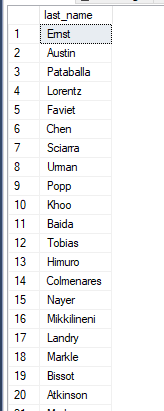 last_name
1 Ernst
2 Austin
3 Pataballa
4 Lorentz
5 Faviet
6 Chen
7 Sciarra
8 Urman
9 Popp
10 Khoo
11 Baida
12 Tobias
13 Himuro
14 Colmenares
15 Nayer
16 Mikkilineni
17 Landry
18 Markle
19 Bissot
20 Atkinson